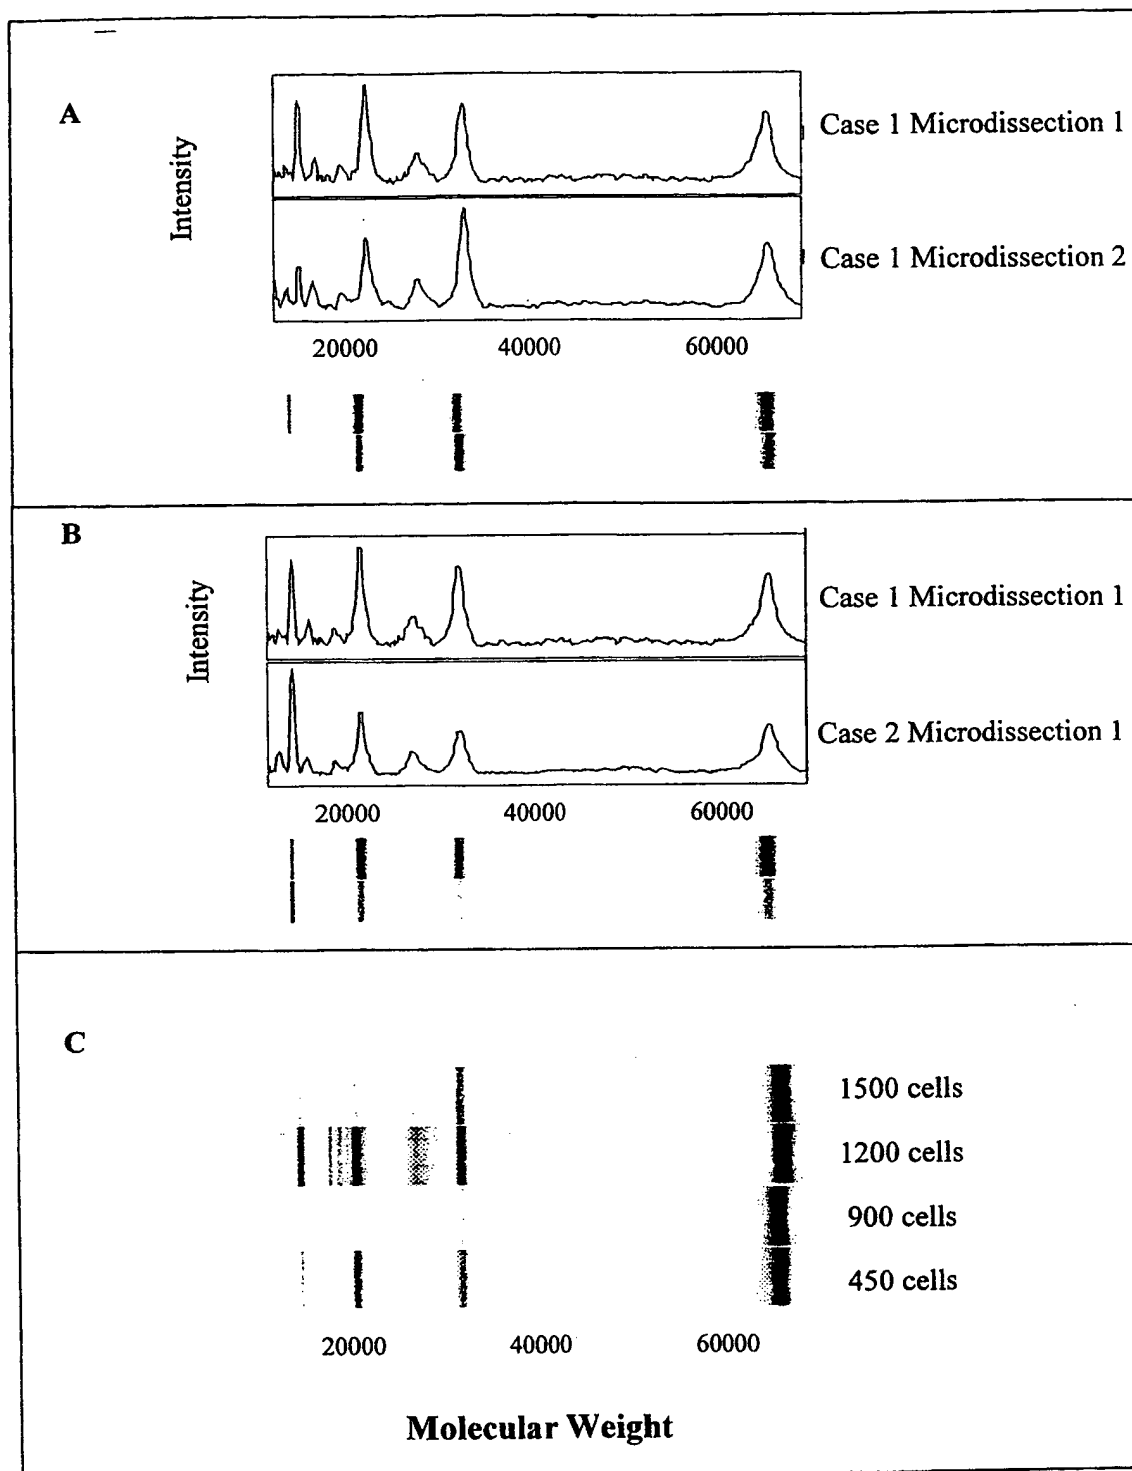 A
Intensity
Case 1 Microdissection 1
Case 1 Microdissection 2
20000 40000 60000
B
Intensity
Case 1 Microdissection 1
Case 2 Microdissection 1
20000 40000 60000
C
1500 cells
1200 cells
900 cells
450 cells
20000 40000 60000
Molecular Weight